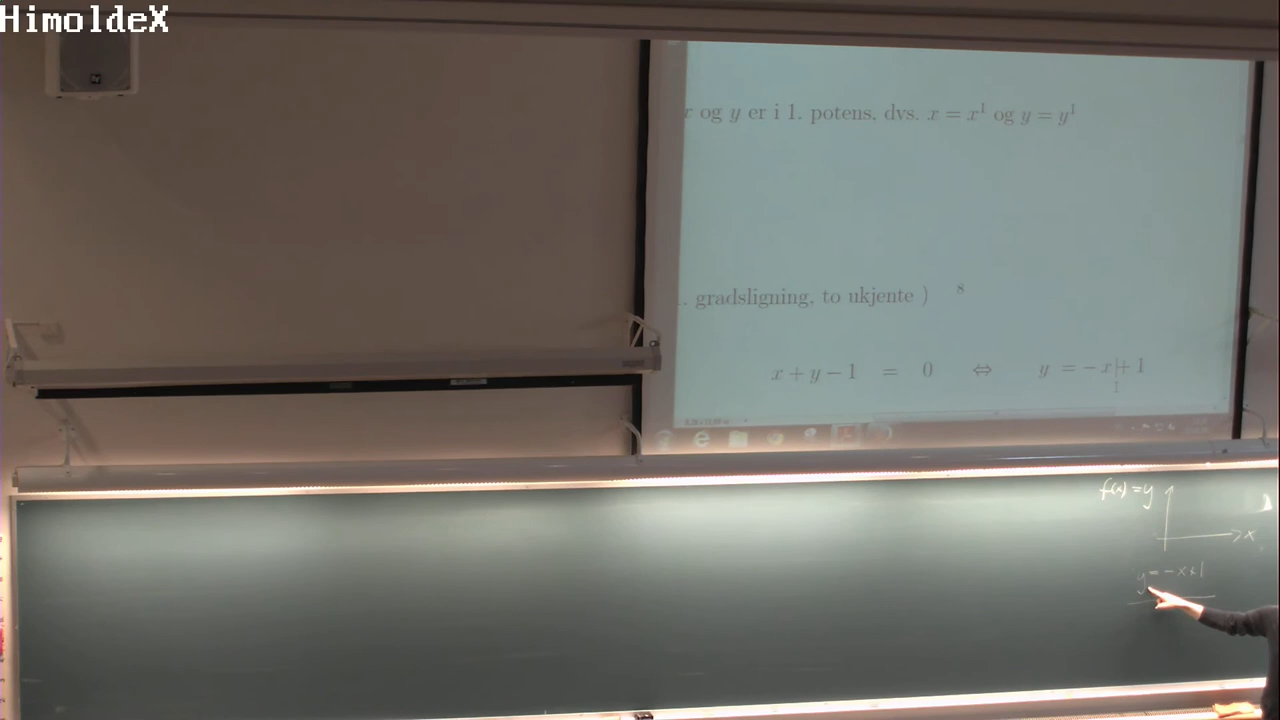 HimoldeX
x og y er i 1. potens, dvs. x = x¹ og y = y¹
. gradsligning, to ukjente ) ⁸
x + y − 1 = 0 ⇔ y = − x + 1
f(x) = y
x
y = − x + 1